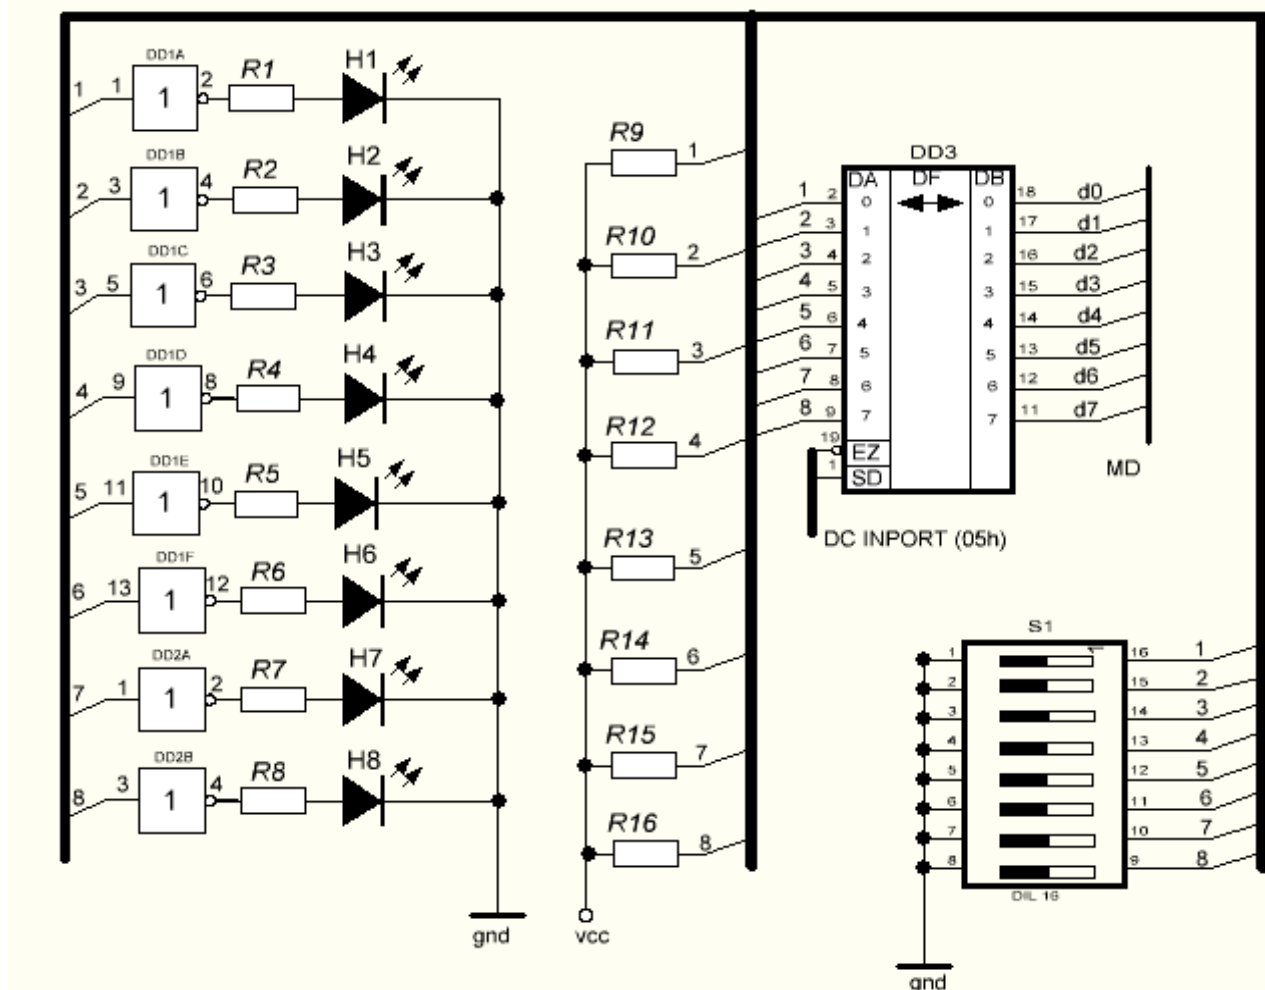 DD1A
1 1 1 2 R1 H1
DD1B
2 3 1 4 R2 H2
DD1C
3 5 1 6 R3 H3
DD1D
4 9 1 8 R4 H4
DD1E
5 11 1 10 R5 H5
DD1F
6 13 1 12 R6 H6
DD2A
7 1 1 2 R7 H7
DD2B
8 3 1 4 R8 H8
gnd
R9 1
R10 2
R11 3
R12 4
R13 5
R14 6
R15 7
R16 8
vcc
DD3
DA DF DB
1 2 0 0 18 d0
2 3 1 1 17 d1
3 4 2 2 16 d2
4 5 3 3 15 d3
5 6 4 4 14 d4
6 7 5 5 13 d5
7 8 6 6 12 d6
8 9 7 7 11 d7
19 EZ
1 SD
MD
DC INPORT (05h)
S1
1 1 16 1
2 15 2
3 14 3
4 13 4
5 12 5
6 11 6
7 10 7
8 9 8
DIL 16
gnd